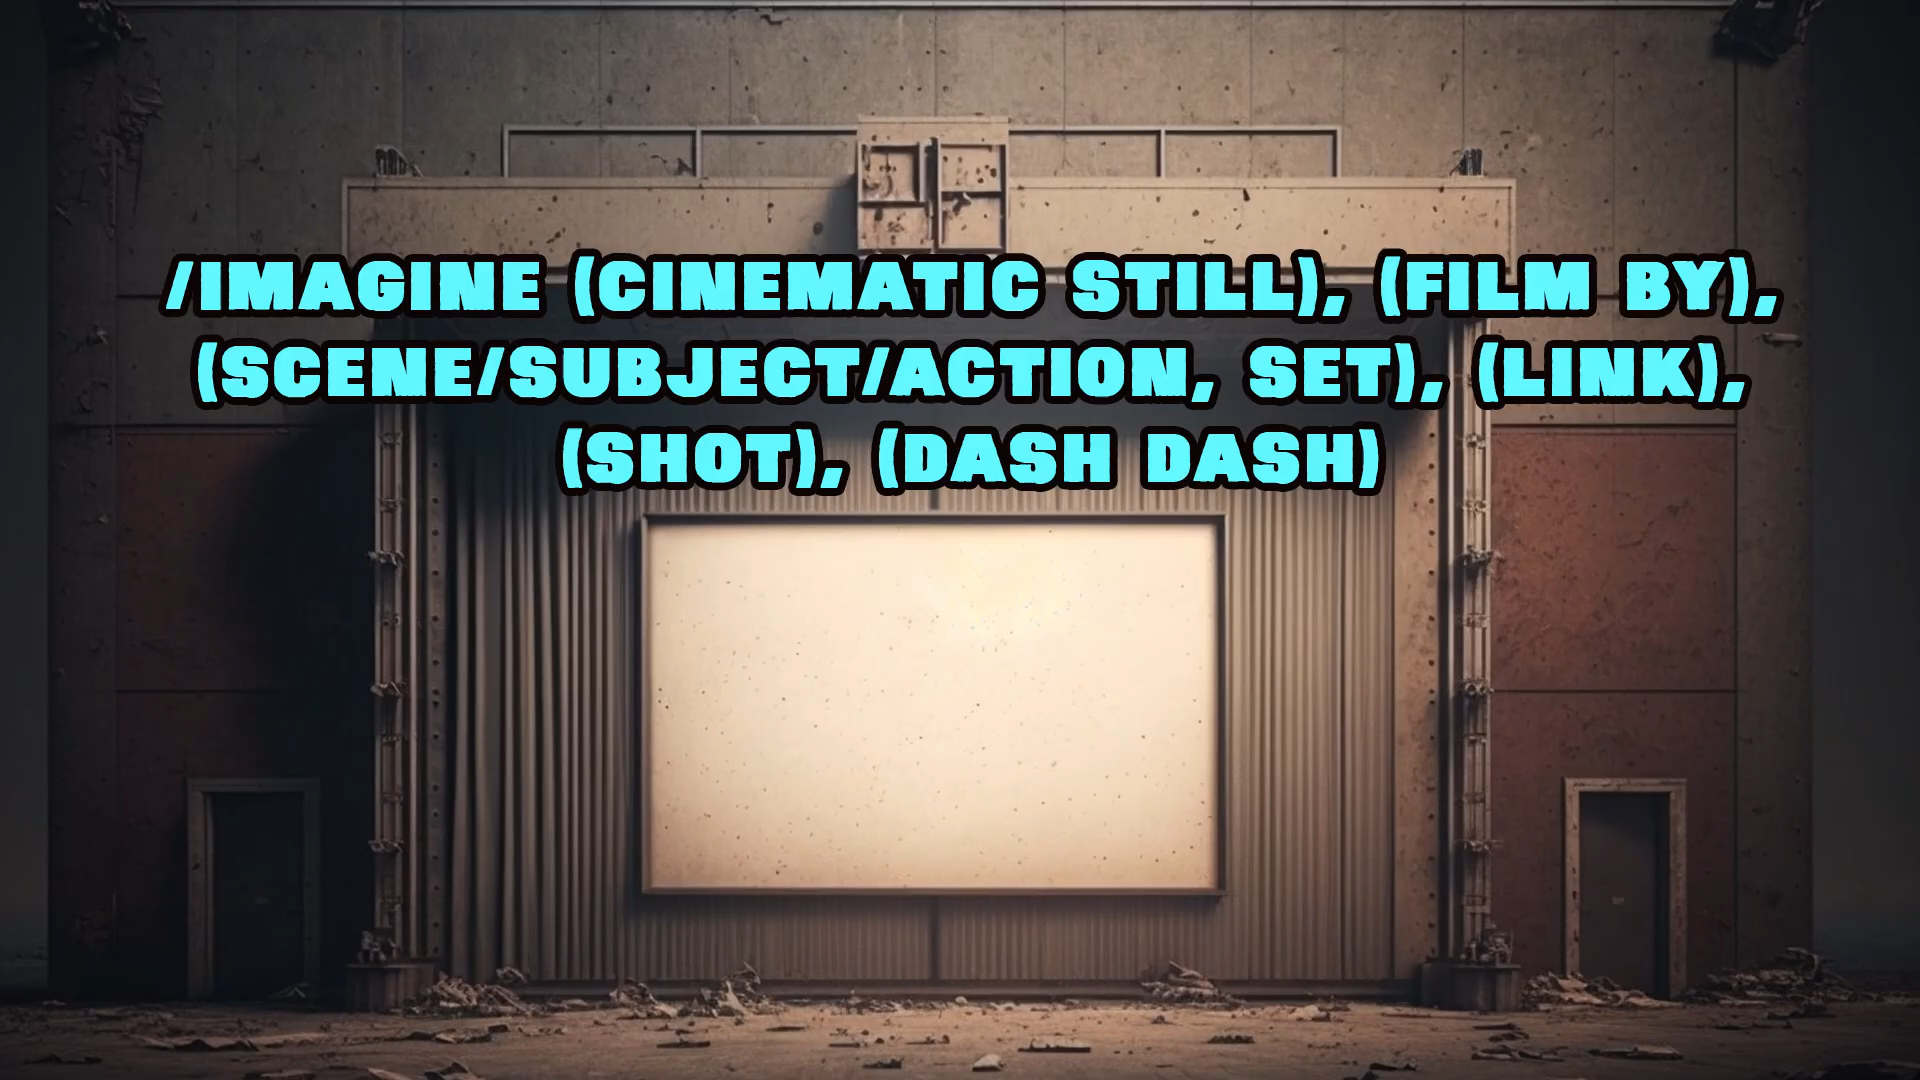 /IMAGINE (CINEMATIC STILL), (FILM BY),
(SCENE/SUBJECT/ACTION, SET), (LINK),
(SHOT), (DASH DASH)